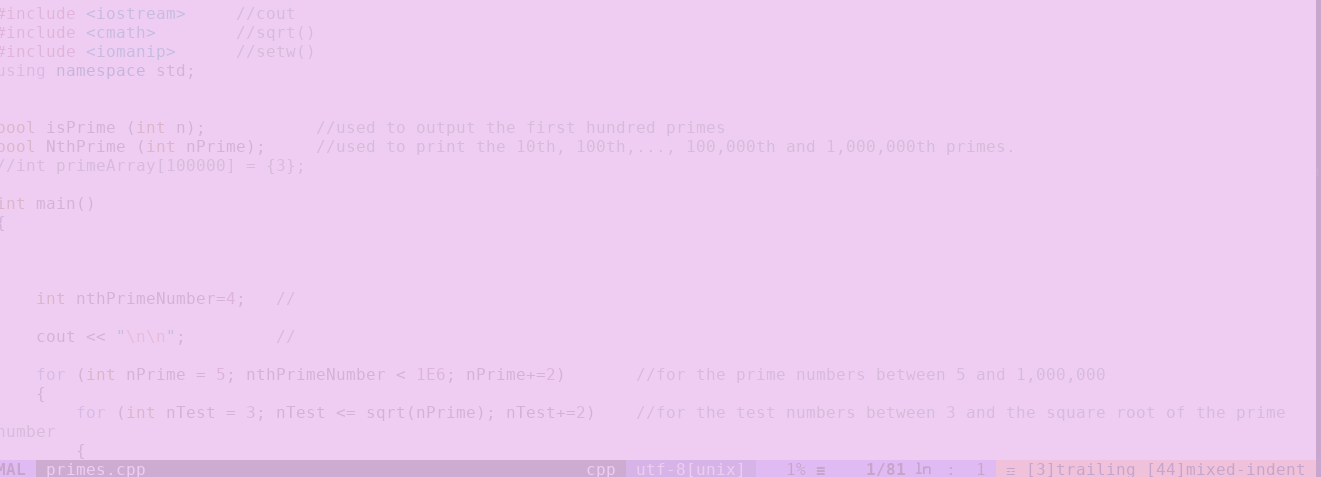 #include <iostream>     //cout
#include <cmath>        //sqrt()
#include <iomanip>      //setw()
using namespace std;
bool isPrime (int n);           //used to output the first hundred primes
bool NthPrime (int nPrime);     //used to print the 10th, 100th,..., 100,000th and 1,000,000th primes.
//int primeArray[100000] = {3};
int main()
{
    int nthPrimeNumber=4;   //
    cout << "\n\n";         //
    for (int nPrime = 5; nthPrimeNumber < 1E6; nPrime+=2)       //for the prime numbers between 5 and 1,000,000
    {
        for (int nTest = 3; nTest <= sqrt(nPrime); nTest+=2)    //for the test numbers between 3 and the square root of the prime
number
        {
MAL  primes.cpp    cpp  utf-8[unix]   1% ≡    1/81 ln :  1  ☲ [3]trailing [44]mixed-indent